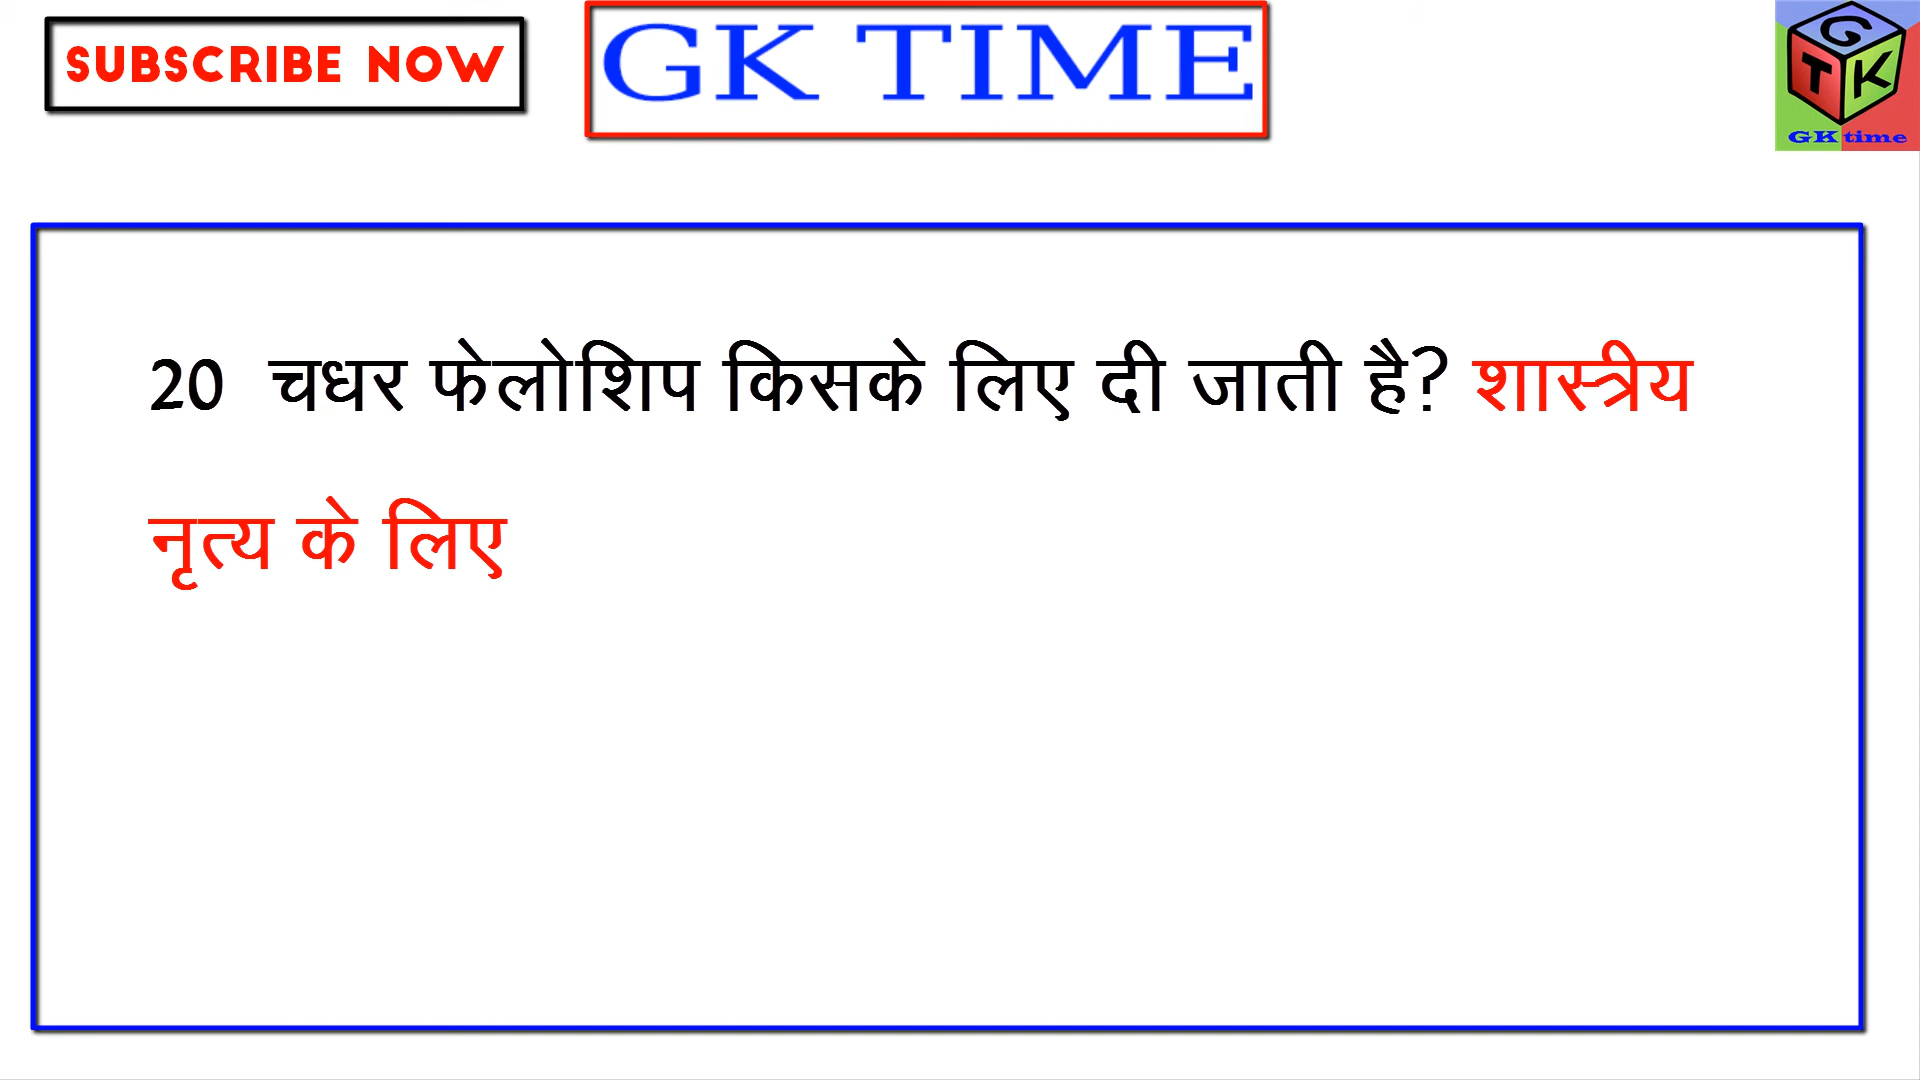 SUBSCRIBE NOW
GK TIME
G
T K
GK time
20 चधर फेलोशिप किसके लिए दी जाती है? शास्त्रीय
नृत्य के लिए